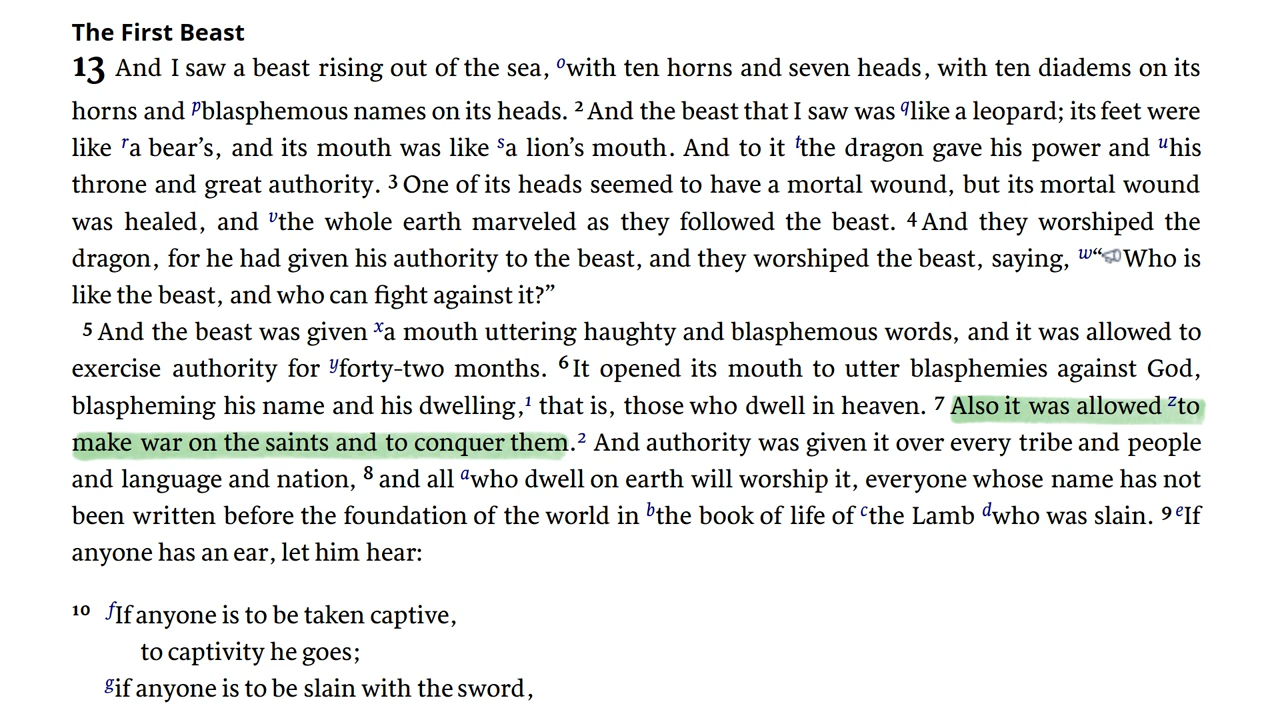 The First Beast
13 And I saw a beast rising out of the sea, owith ten horns and seven heads, with ten diadems on its
horns and pblasphemous names on its heads. 2 And the beast that I saw was qlike a leopard; its feet were
like ra bear’s, and its mouth was like sa lion’s mouth. And to it tthe dragon gave his power and uhis
throne and great authority. 3 One of its heads seemed to have a mortal wound, but its mortal wound
was healed, and vthe whole earth marveled as they followed the beast. 4 And they worshiped the
dragon, for he had given his authority to the beast, and they worshiped the beast, saying, w“Who is
like the beast, and who can fight against it?”
5 And the beast was given xa mouth uttering haughty and blasphemous words, and it was allowed to
exercise authority for yforty-two months. 6 It opened its mouth to utter blasphemies against God,
blaspheming his name and his dwelling,1 that is, those who dwell in heaven. 7 Also it was allowed zto
make war on the saints and to conquer them.2 And authority was given it over every tribe and people
and language and nation, 8 and all awho dwell on earth will worship it, everyone whose name has not
been written before the foundation of the world in bthe book of life of cthe Lamb dwho was slain. 9 eIf
anyone has an ear, let him hear:
10 fIf anyone is to be taken captive,
to captivity he goes;
gif anyone is to be slain with the sword,